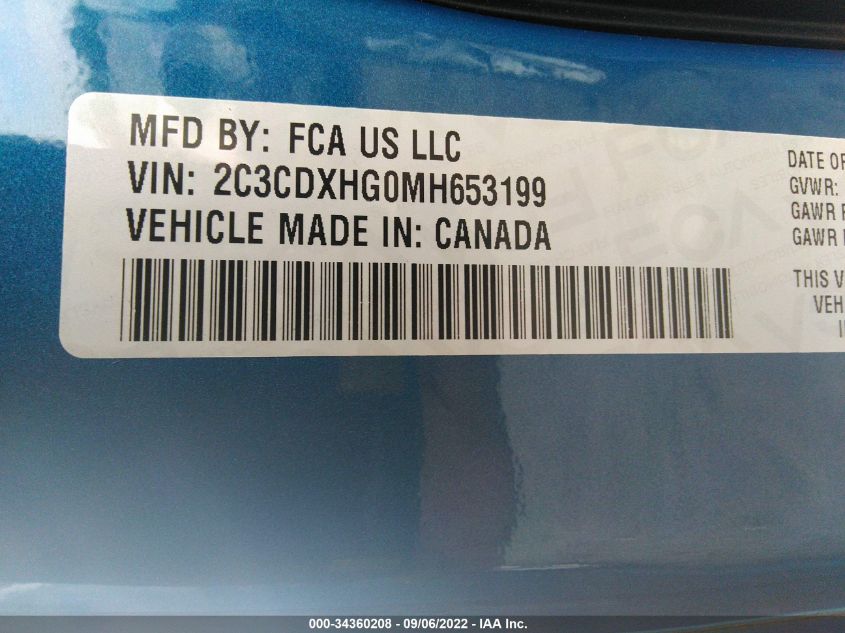 MFD BY: FCA US LLC
VIN: 2C3CDXHG0MH653199
VEHICLE MADE IN: CANADA
DATE OF
GVWR:
GAWR
GAWR
THIS
VEH
000-34360208 - 09/06/2022 - IAA Inc.